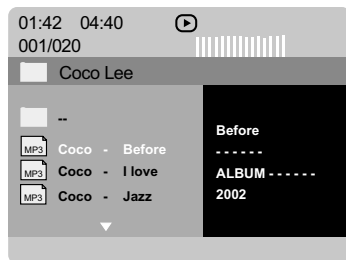 01:42 04:40
001/020
Coco Lee
--
MP3 Coco - Before
MP3 Coco - I love
MP3 Coco - Jazz
Before
- - - - - -
ALBUM - - - - - -
2002